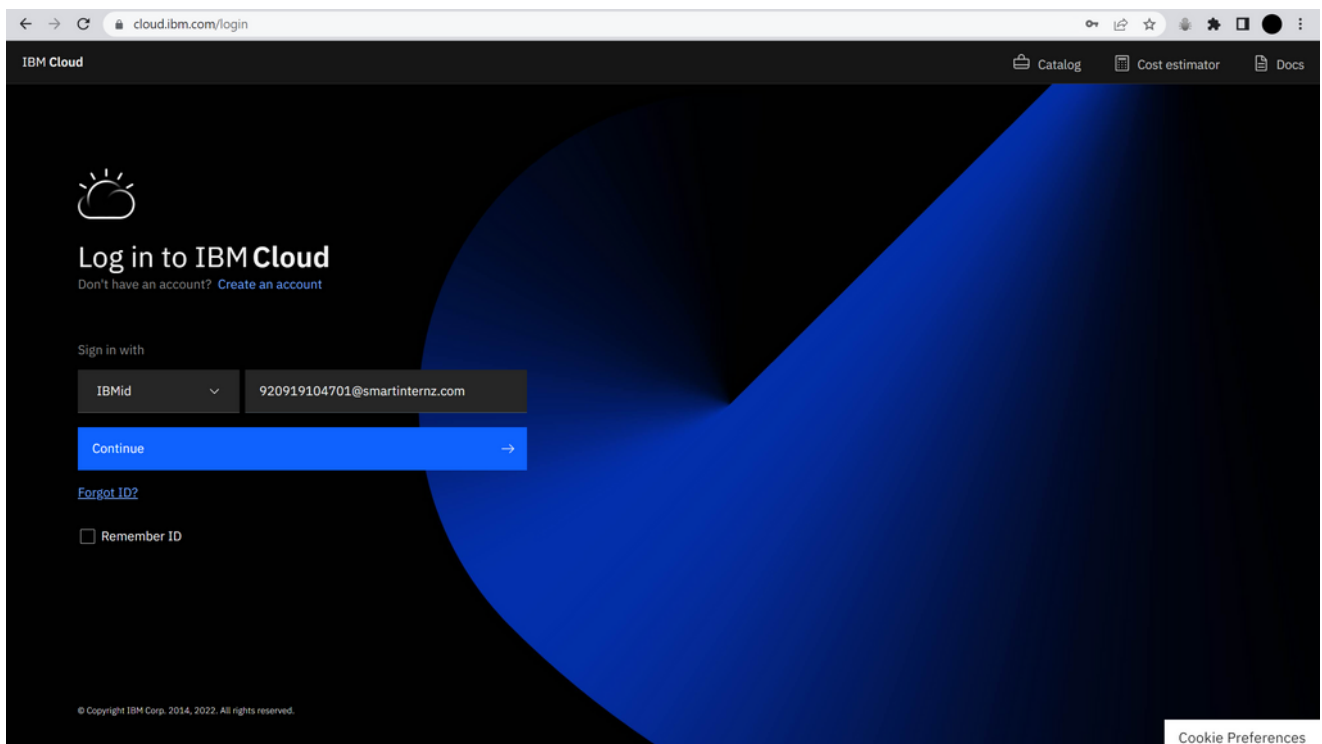 cloud.ibm.com/login
IBM Cloud
Catalog
Cost estimator
Docs
Log in to IBM Cloud
Don't have an account? Create an account
Sign in with
IBMid
920919104701@smartinternz.com
Continue
Forgot ID?
Remember ID
© Copyright IBM Corp. 2014, 2022. All rights reserved.
Cookie Preferences